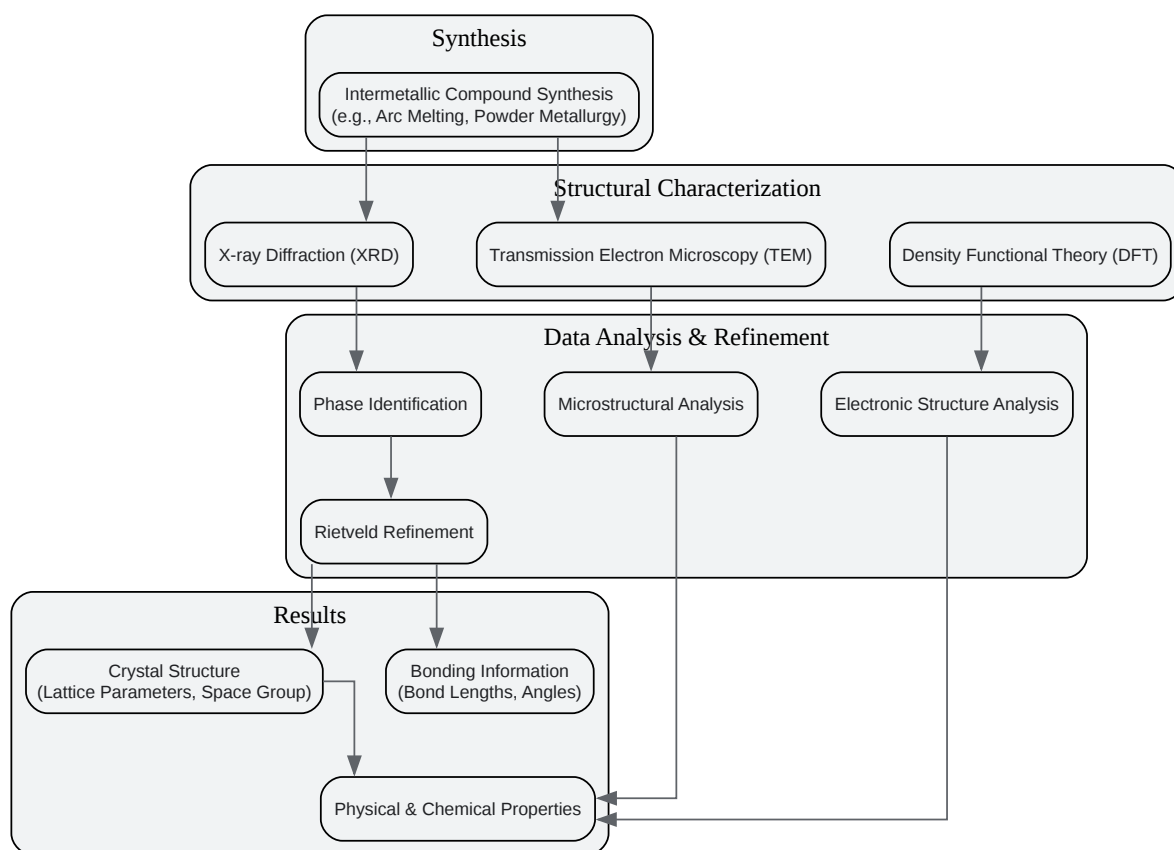 Synthesis
Intermetallic Compound Synthesis
(e.g., Arc Melting, Powder Metallurgy)
Structural Characterization
X-ray Diffraction (XRD)
Transmission Electron Microscopy (TEM)
Density Functional Theory (DFT)
Data Analysis & Refinement
Phase Identification
Microstructural Analysis
Electronic Structure Analysis
Rietveld Refinement
Results
Crystal Structure
(Lattice Parameters, Space Group)
Bonding Information
(Bond Lengths, Angles)
Physical & Chemical Properties